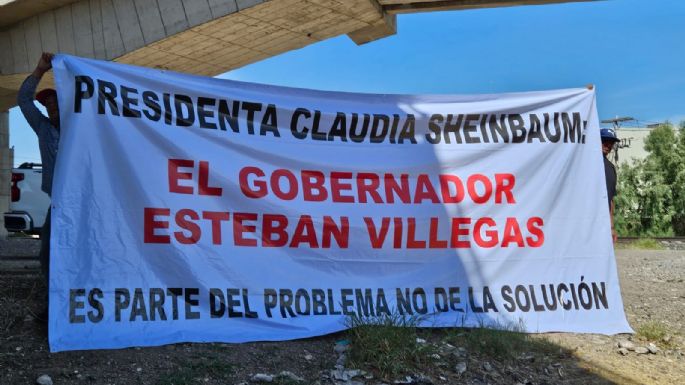 PRESIDENTA CLAUDIA SHEINBAUM:
EL GOBERNADOR
ESTEBAN VILLEGAS
ES PARTE DEL PROBLEMA NO DE LA SOLUCIÓN